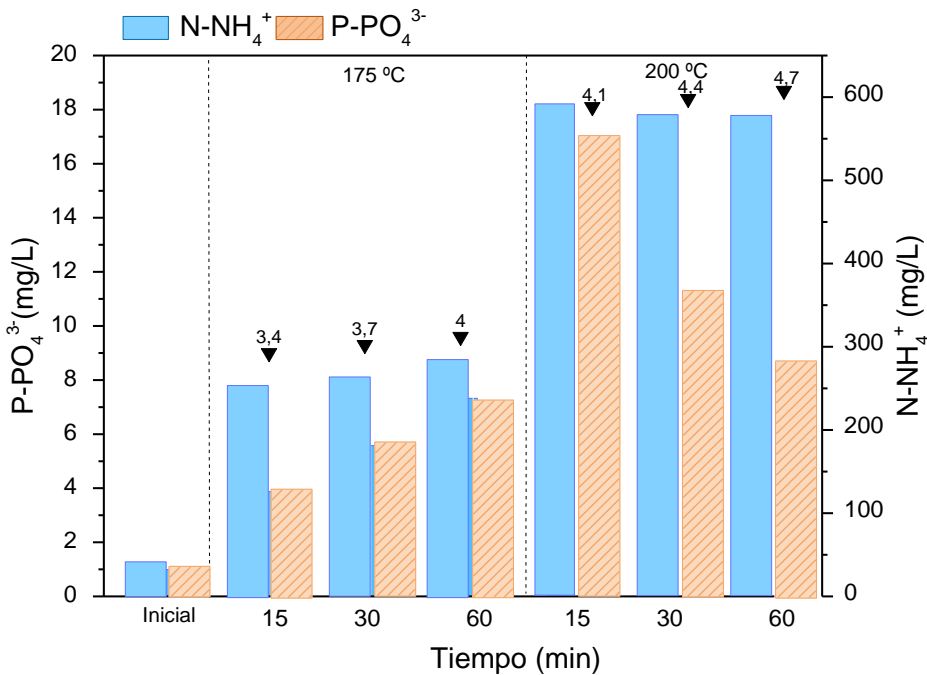 N-NH4+ P-PO43-
175 ºC 200 ºC
3,4 3,7 4 4,1 4,4 4,7
P-PO43-(mg/L)
20
18
16
14
12
10
8
6
4
2
0
600
500
400
300
200
100
0
N-NH4+ (mg/L)
Inicial 15 30 60 15 30 60
Tiempo (min)